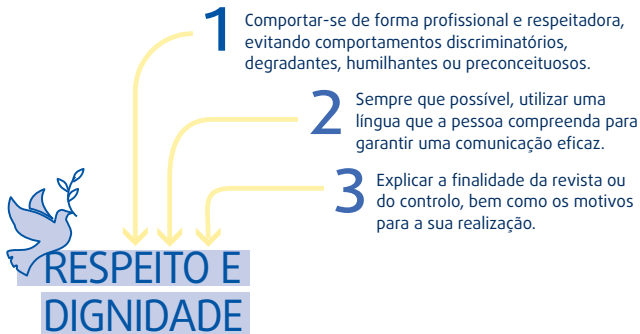 1
Comportar-se de forma profissional e respeitadora,
evitando comportamentos discriminatórios,
degradantes, humilhantes ou preconceituosos.
2
Sempre que possível, utilizar uma
língua que a pessoa compreenda para
garantir uma comunicação eficaz.
3
Explicar a finalidade da revista ou
do controlo, bem como os motivos
para a sua realização.
RESPEITO E
DIGNIDADE